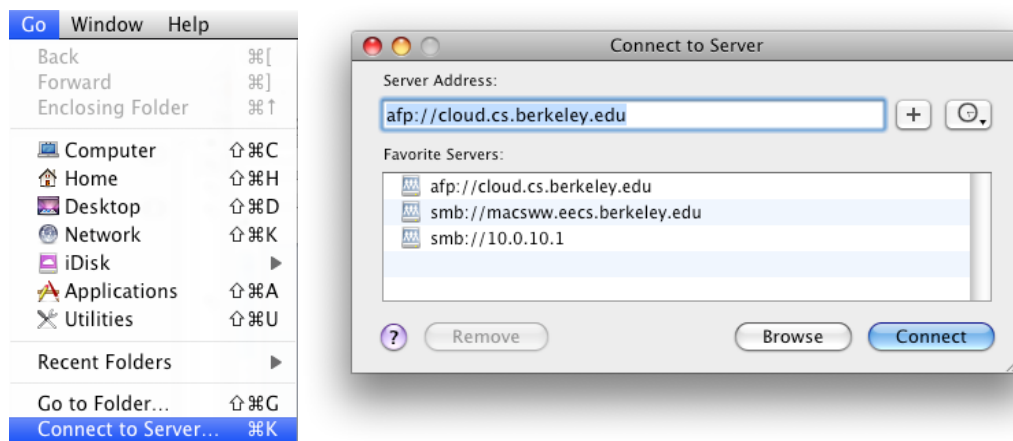 Go Window Help
Back ⌘[
Forward ⌘]
Enclosing Folder ⌘↑
Computer ⇧⌘C
Home ⇧⌘H
Desktop ⇧⌘D
Network ⇧⌘K
iDisk
Applications ⇧⌘A
Utilities ⇧⌘U
Recent Folders
Go to Folder... ⇧⌘G
Connect to Server... ⌘K
Connect to Server
Server Address:
afp://cloud.cs.berkeley.edu
+
Favorite Servers:
afp://cloud.cs.berkeley.edu
smb://macsww.eecs.berkeley.edu
smb://10.0.10.1
? Remove Browse Connect